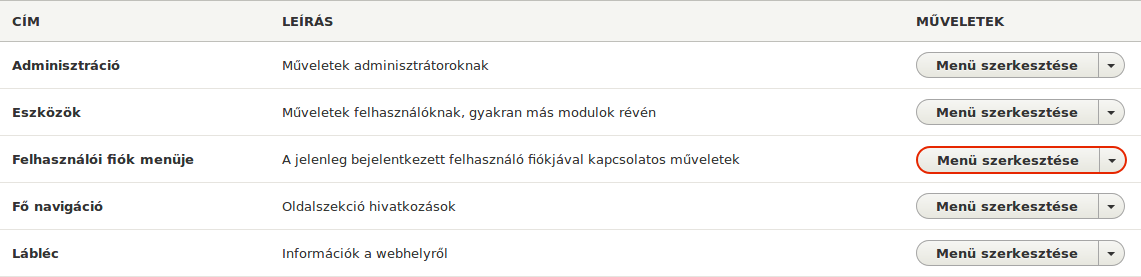 CÍM LEÍRÁS MŰVELETEK
Adminisztráció Műveletek adminisztrátoroknak Menü szerkesztése
Eszközök Műveletek felhasználóknak, gyakran más modulok révén Menü szerkesztése
Felhasználói fiók menüje A jelenleg bejelentkezett felhasználó fiókjával kapcsolatos műveletek Menü szerkesztése
Fő navigáció Oldalszekció hivatkozások Menü szerkesztése
Lábléc Információk a webhelyről Menü szerkesztése